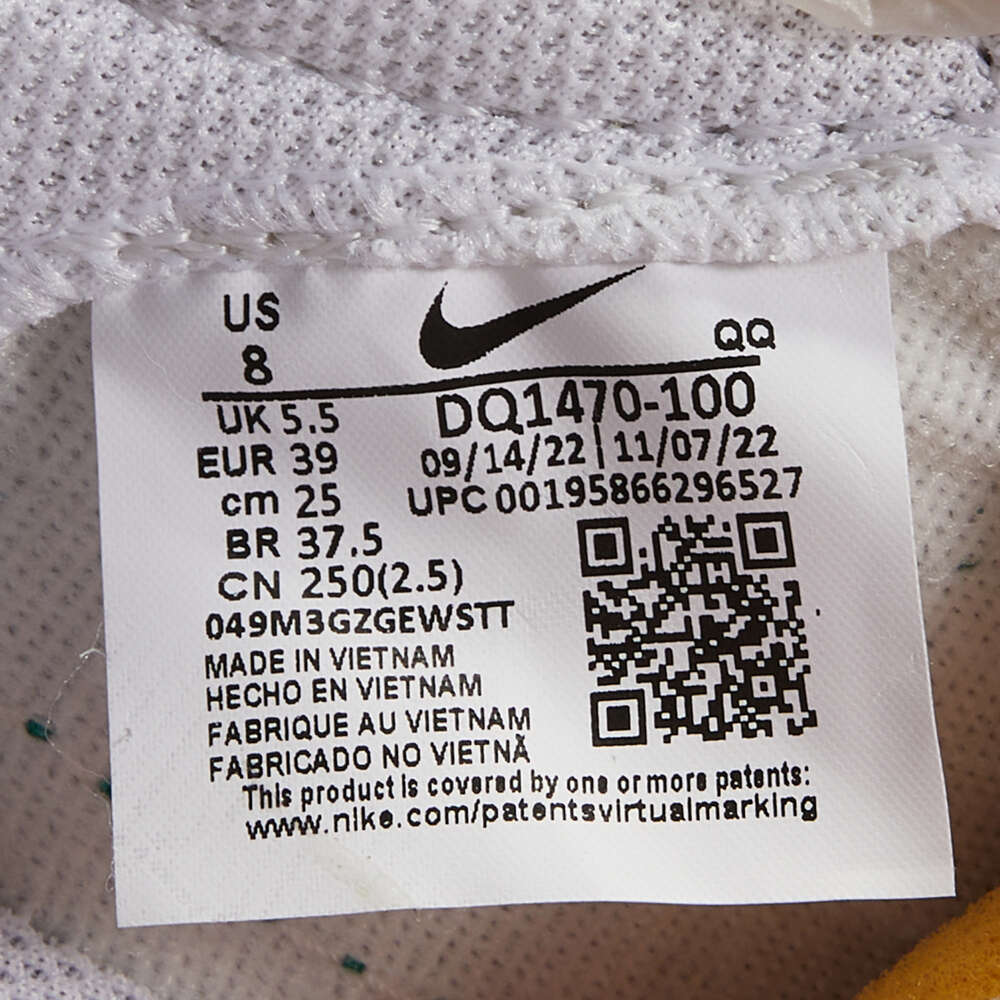 US
8
QQ
UK 5.5
DQ1470-100
EUR 39
09/14/22 | 11/07/22
cm 25
UPC 00195866296527
BR 37.5
CN 250(2.5)
049M3GZGEWSTT
MADE IN VIETNAM
HECHO EN VIETNAM
FABRIQUE AU VIETNAM
FABRICADO NO VIETNÃ
This product is covered by one or more patents:
www.nike.com/patentsvirtualmarking